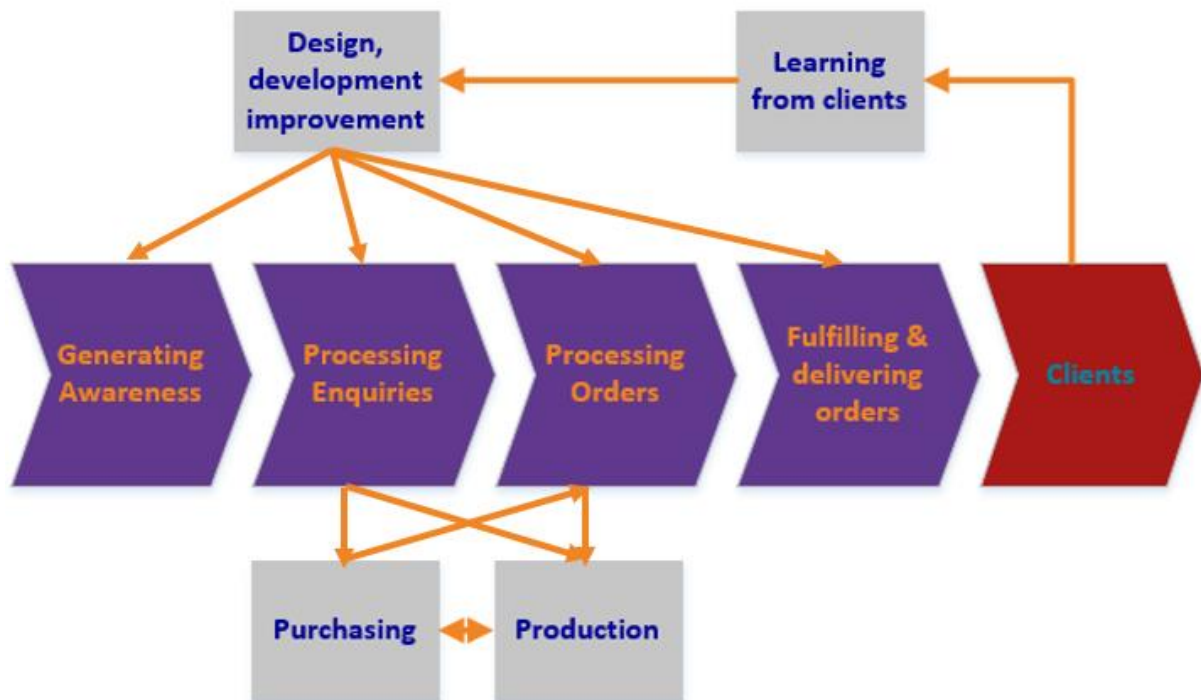 Design,
development
improvement
Learning
from clients
Generating
Awareness
Processing
Enquiries
Processing
Orders
Fulfilling &
delivering
orders
Clients
Purchasing
Production